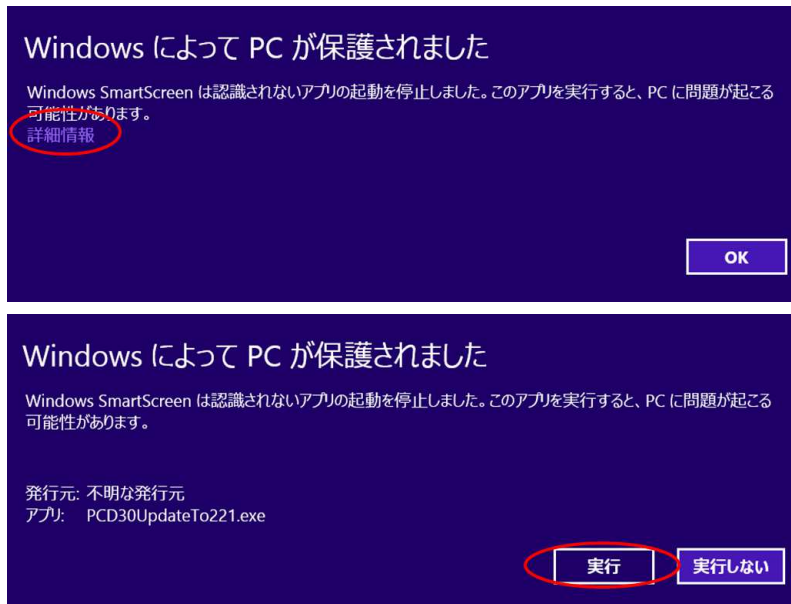 Windows によって PC が保護されました
Windows SmartScreen は認識されないアプリの起動を停止しました。このアプリを実行すると、PC に問題が起こる
可能性があります。
詳細情報
OK
Windows によって PC が保護されました
Windows SmartScreen は認識されないアプリの起動を停止しました。このアプリを実行すると、PC に問題が起こる
可能性があります。
発行元: 不明な発行元
アプリ: PCD30UpdateTo221.exe
実行 実行しない